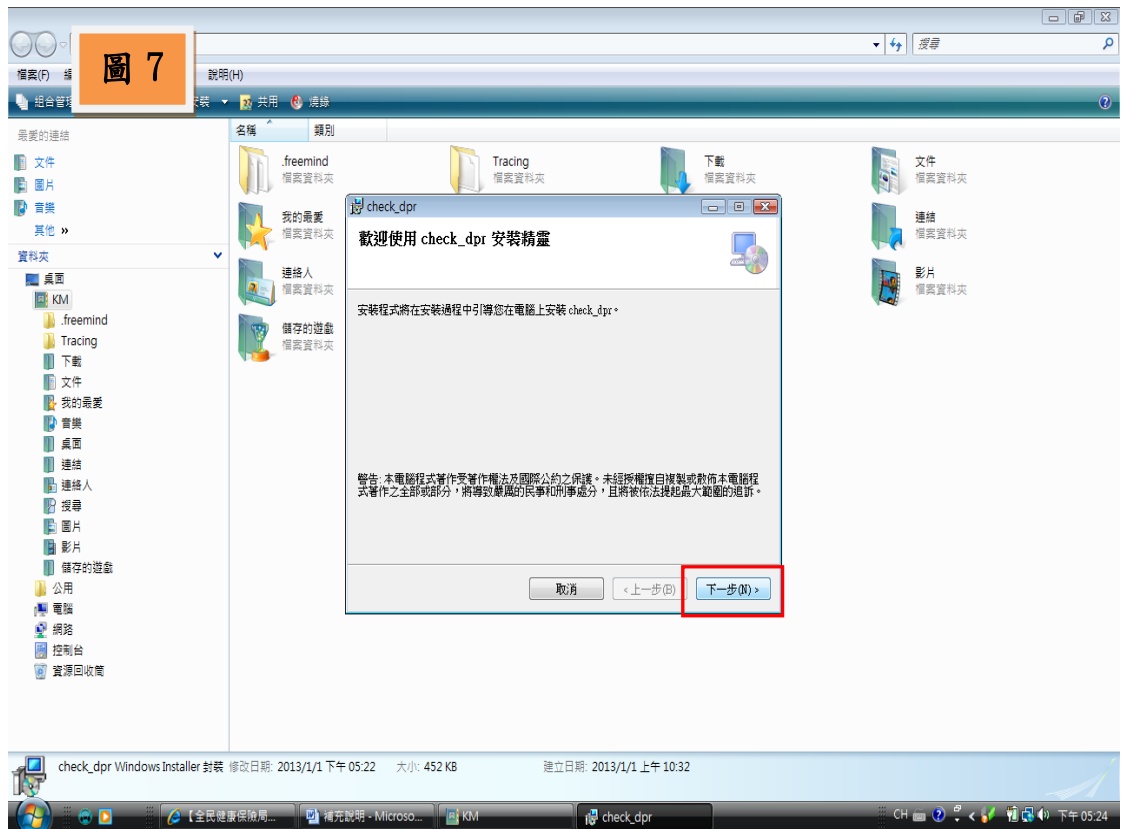 圖 7
搜尋
檔案(F)
說明(H)
組合管理
安裝
共用
燒錄
最愛的連結
文件
圖片
音樂
其他 »
資料夾
桌面
KM
.freemind
Tracing
下載
文件
我的最愛
音樂
桌面
連結
連絡人
搜尋
圖片
影片
儲存的遊戲
公用
電腦
網路
控制台
資源回收筒
名稱 類別
.freemind
檔案資料夾
Tracing
檔案資料夾
下載
檔案資料夾
文件
檔案資料夾
我的最愛
檔案資料夾
連結
檔案資料夾
連絡人
檔案資料夾
影片
檔案資料夾
儲存的遊戲
檔案資料夾
check_dpr
歡迎使用 check_dpr 安裝精靈
安裝程式將在安裝過程中引導您在電腦上安裝 check_dpr。
警告: 本電腦程式著作受著作權法及國際公約之保護。未經授權擅自複製或散佈本電腦程
式著作之全部或部分，將導致嚴厲的民事和刑事處分，且將被依法提起最大範圍的追訴。
取消
<上一步(B)
下一步(N) >
check_dpr Windows Installer 封裝 修改日期: 2013/1/1 下午 05:22 大小: 452 KB 建立日期: 2013/1/1 上午 10:32
【全民健康保險局...
補充說明 - Microso...
KM
check_dpr
CH
下午 05:24